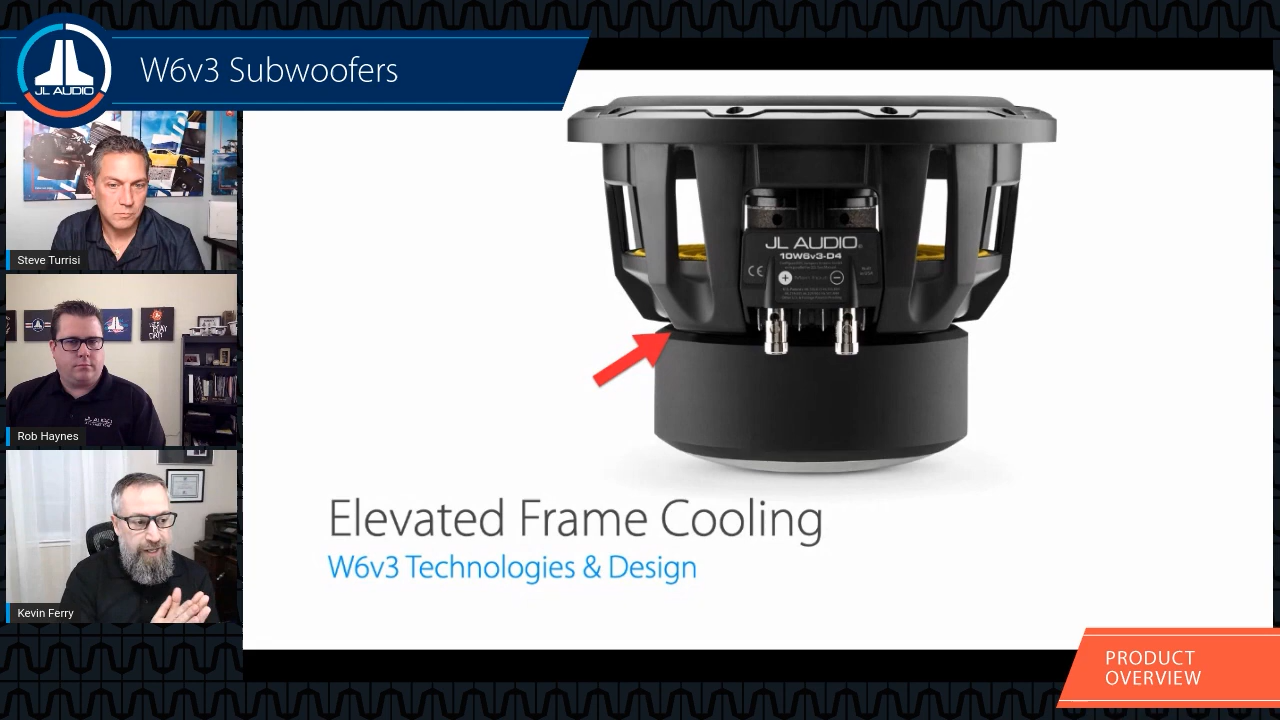 JL AUDIO
W6v3 Subwoofers
Steve Turrisi
Rob Haynes
Kevin Ferry
JL AUDIO
10W6v3-D4
CE
+
−
Elevated Frame Cooling
W6v3 Technologies & Design
PRODUCT
OVERVIEW